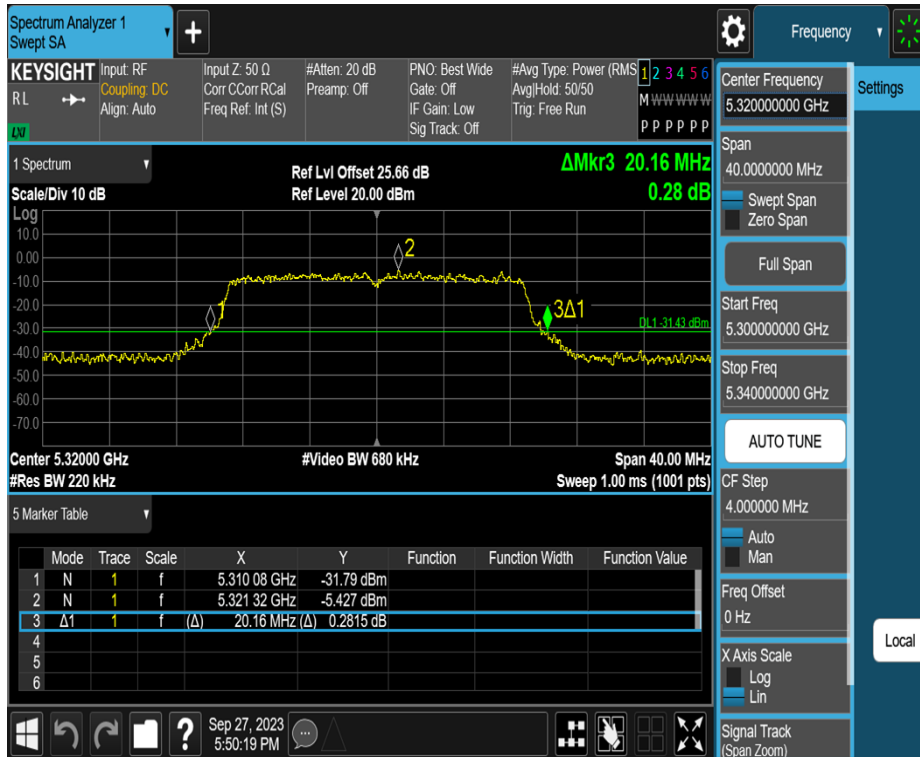 Spectrum Analyzer 1
Swept SA
+
Frequency
KEYSIGHT
R L
LXI
Input: RF
Coupling: DC
Align: Auto
Input Z: 50 Ω
Corr CCorr RCal
Freq Ref: Int (S)
#Atten: 20 dB
Preamp: Off
PNO: Best Wide
Gate: Off
IF Gain: Low
Sig Track: Off
#Avg Type: Power (RMS
Avg|Hold: 50/50
Trig: Free Run
1 2 3 4 5 6
M W W W W W
P P P P P P
1 Spectrum
Scale/Div 10 dB
Log
Ref Lvl Offset 25.66 dB
Ref Level 20.00 dBm
ΔMkr3 20.16 MHz
0.28 dB
10.0
0.00
-10.0
-20.0
-30.0
-40.0
-50.0
-60.0
-70.0
1
2
3Δ1
DL1 -31.43 dBm
Center 5.32000 GHz
#Video BW 680 kHz
Span 40.00 MHz
#Res BW 220 kHz
Sweep 1.00 ms (1001 pts)
5 Marker Table
Mode Trace Scale X Y Function Function Width Function Value
1 N 1 f 5.310 08 GHz -31.79 dBm
2 N 1 f 5.321 32 GHz -5.427 dBm
3 Δ1 1 f (Δ) 20.16 MHz (Δ) 0.2815 dB
4
5
6
?
Sep 27, 2023
5:50:19 PM
Center Frequency
5.320000000 GHz
Span
40.0000000 MHz
Swept Span
Zero Span
Full Span
Start Freq
5.300000000 GHz
Stop Freq
5.340000000 GHz
AUTO TUNE
CF Step
4.000000 MHz
Auto
Man
Freq Offset
0 Hz
X Axis Scale
Log
Lin
Signal Track
(Span Zoom)
Settings
Local